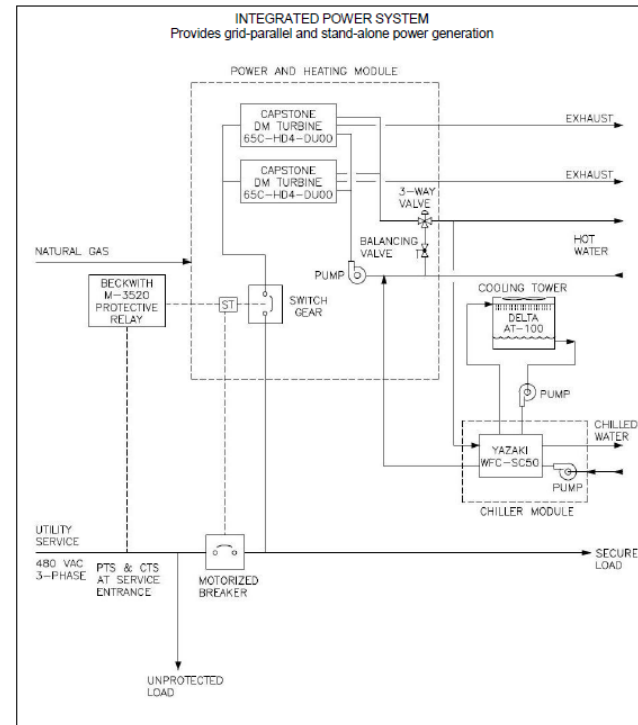 INTEGRATED POWER SYSTEM
Provides grid-parallel and stand-alone power generation
POWER AND HEATING MODULE
CAPSTONE
DM TURBINE
65C-HD4-DU00
EXHAUST
CAPSTONE
DM TURBINE
65C-HD4-DU00
EXHAUST
3-WAY
VALVE
BALANCING
VALVE
HOT
WATER
NATURAL GAS
PUMP
BECKWITH
M-3520
PROTECTIVE
RELAY
ST
SWITCH
GEAR
COOLING TOWER
DELTA
AT-100
PUMP
CHILLED
WATER
YAZAKI
WFC-SC50
PUMP
CHILLER MODULE
UTILITY
SERVICE
480 VAC
3-PHASE
PTS & CTS
AT SERVICE
ENTRANCE
MOTORIZED
BREAKER
SECURE
LOAD
UNPROTECTED
LOAD